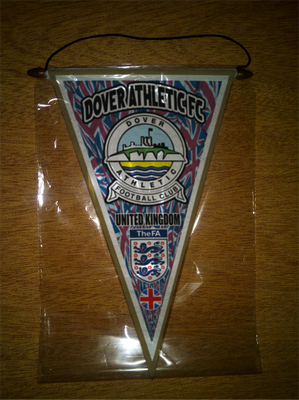 DOVER ATHLETIC FC
DOVER
ATHLETIC
FOOTBALL CLUB
UNITED KINGDOM
TheFA